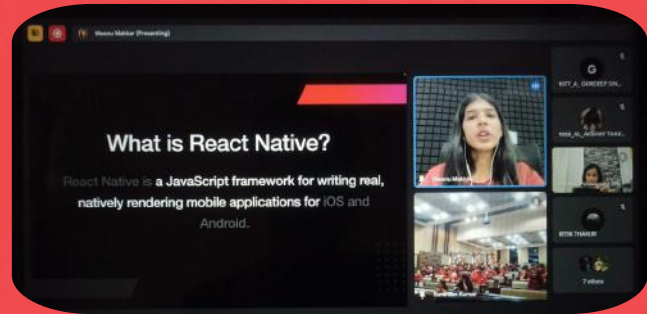 Meenu Makkar (Presenting)
What is React Native?
React Native is a JavaScript framework for writing real,
natively rendering mobile applications for iOS and
Android.
G
RITIK THAKUR
7 others